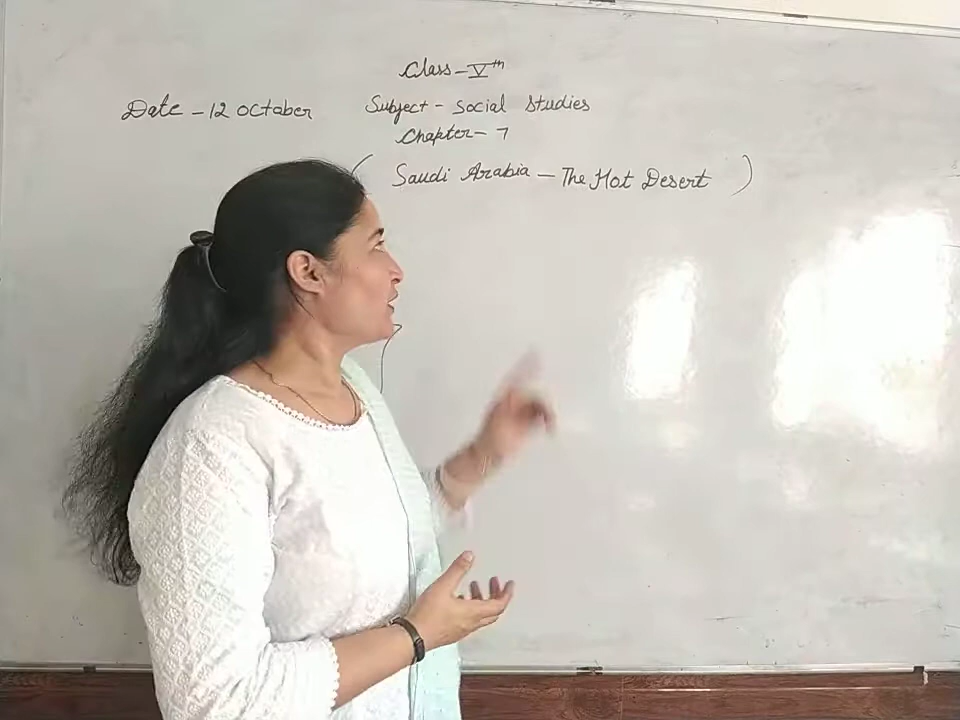 Class - Vth
Date - 12 October
Subject - Social Studies
Chapter - 7
( Saudi Arabia - The Hot Desert )